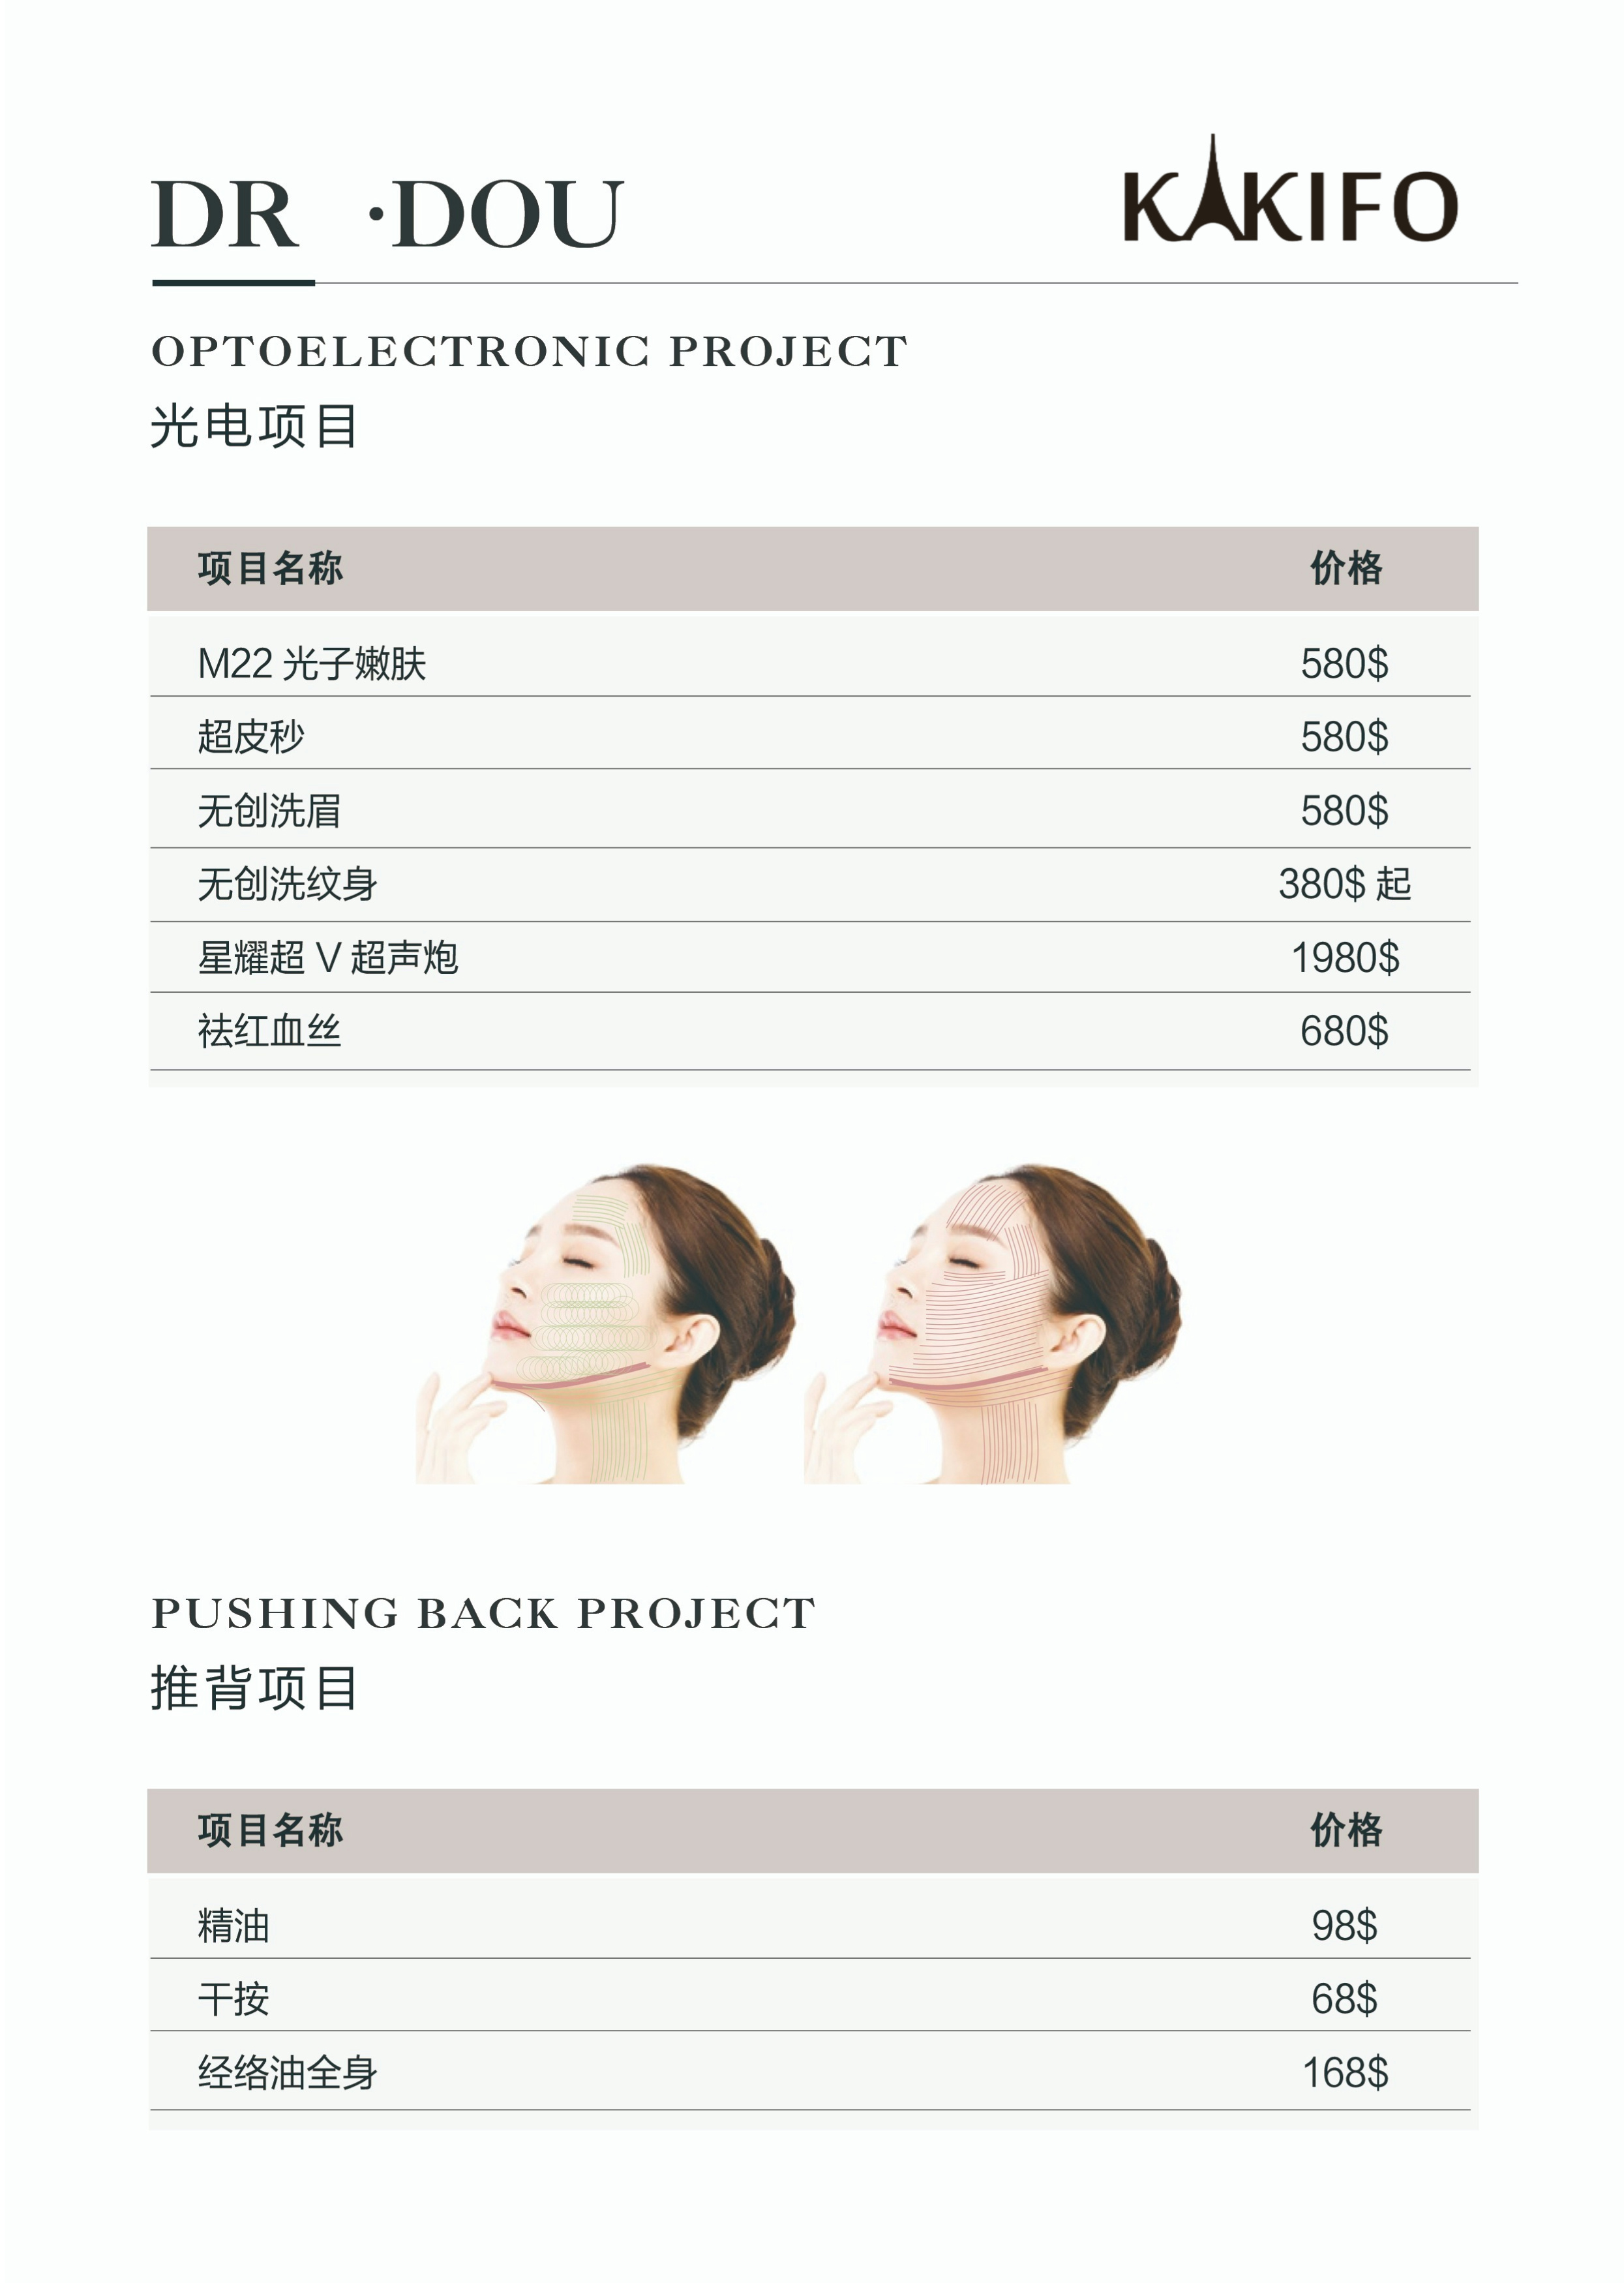 DR ·DOU
KAKIFO
OPTOELECTRONIC PROJECT
光电项目
项目名称 价格
M22 光子嫩肤 580$
超皮秒 580$
无创洗眉 580$
无创洗纹身 380$ 起
星耀超 V 超声炮 1980$
祛红血丝 680$
PUSHING BACK PROJECT
推背项目
项目名称 价格
精油 98$
干按 68$
经络油全身 168$